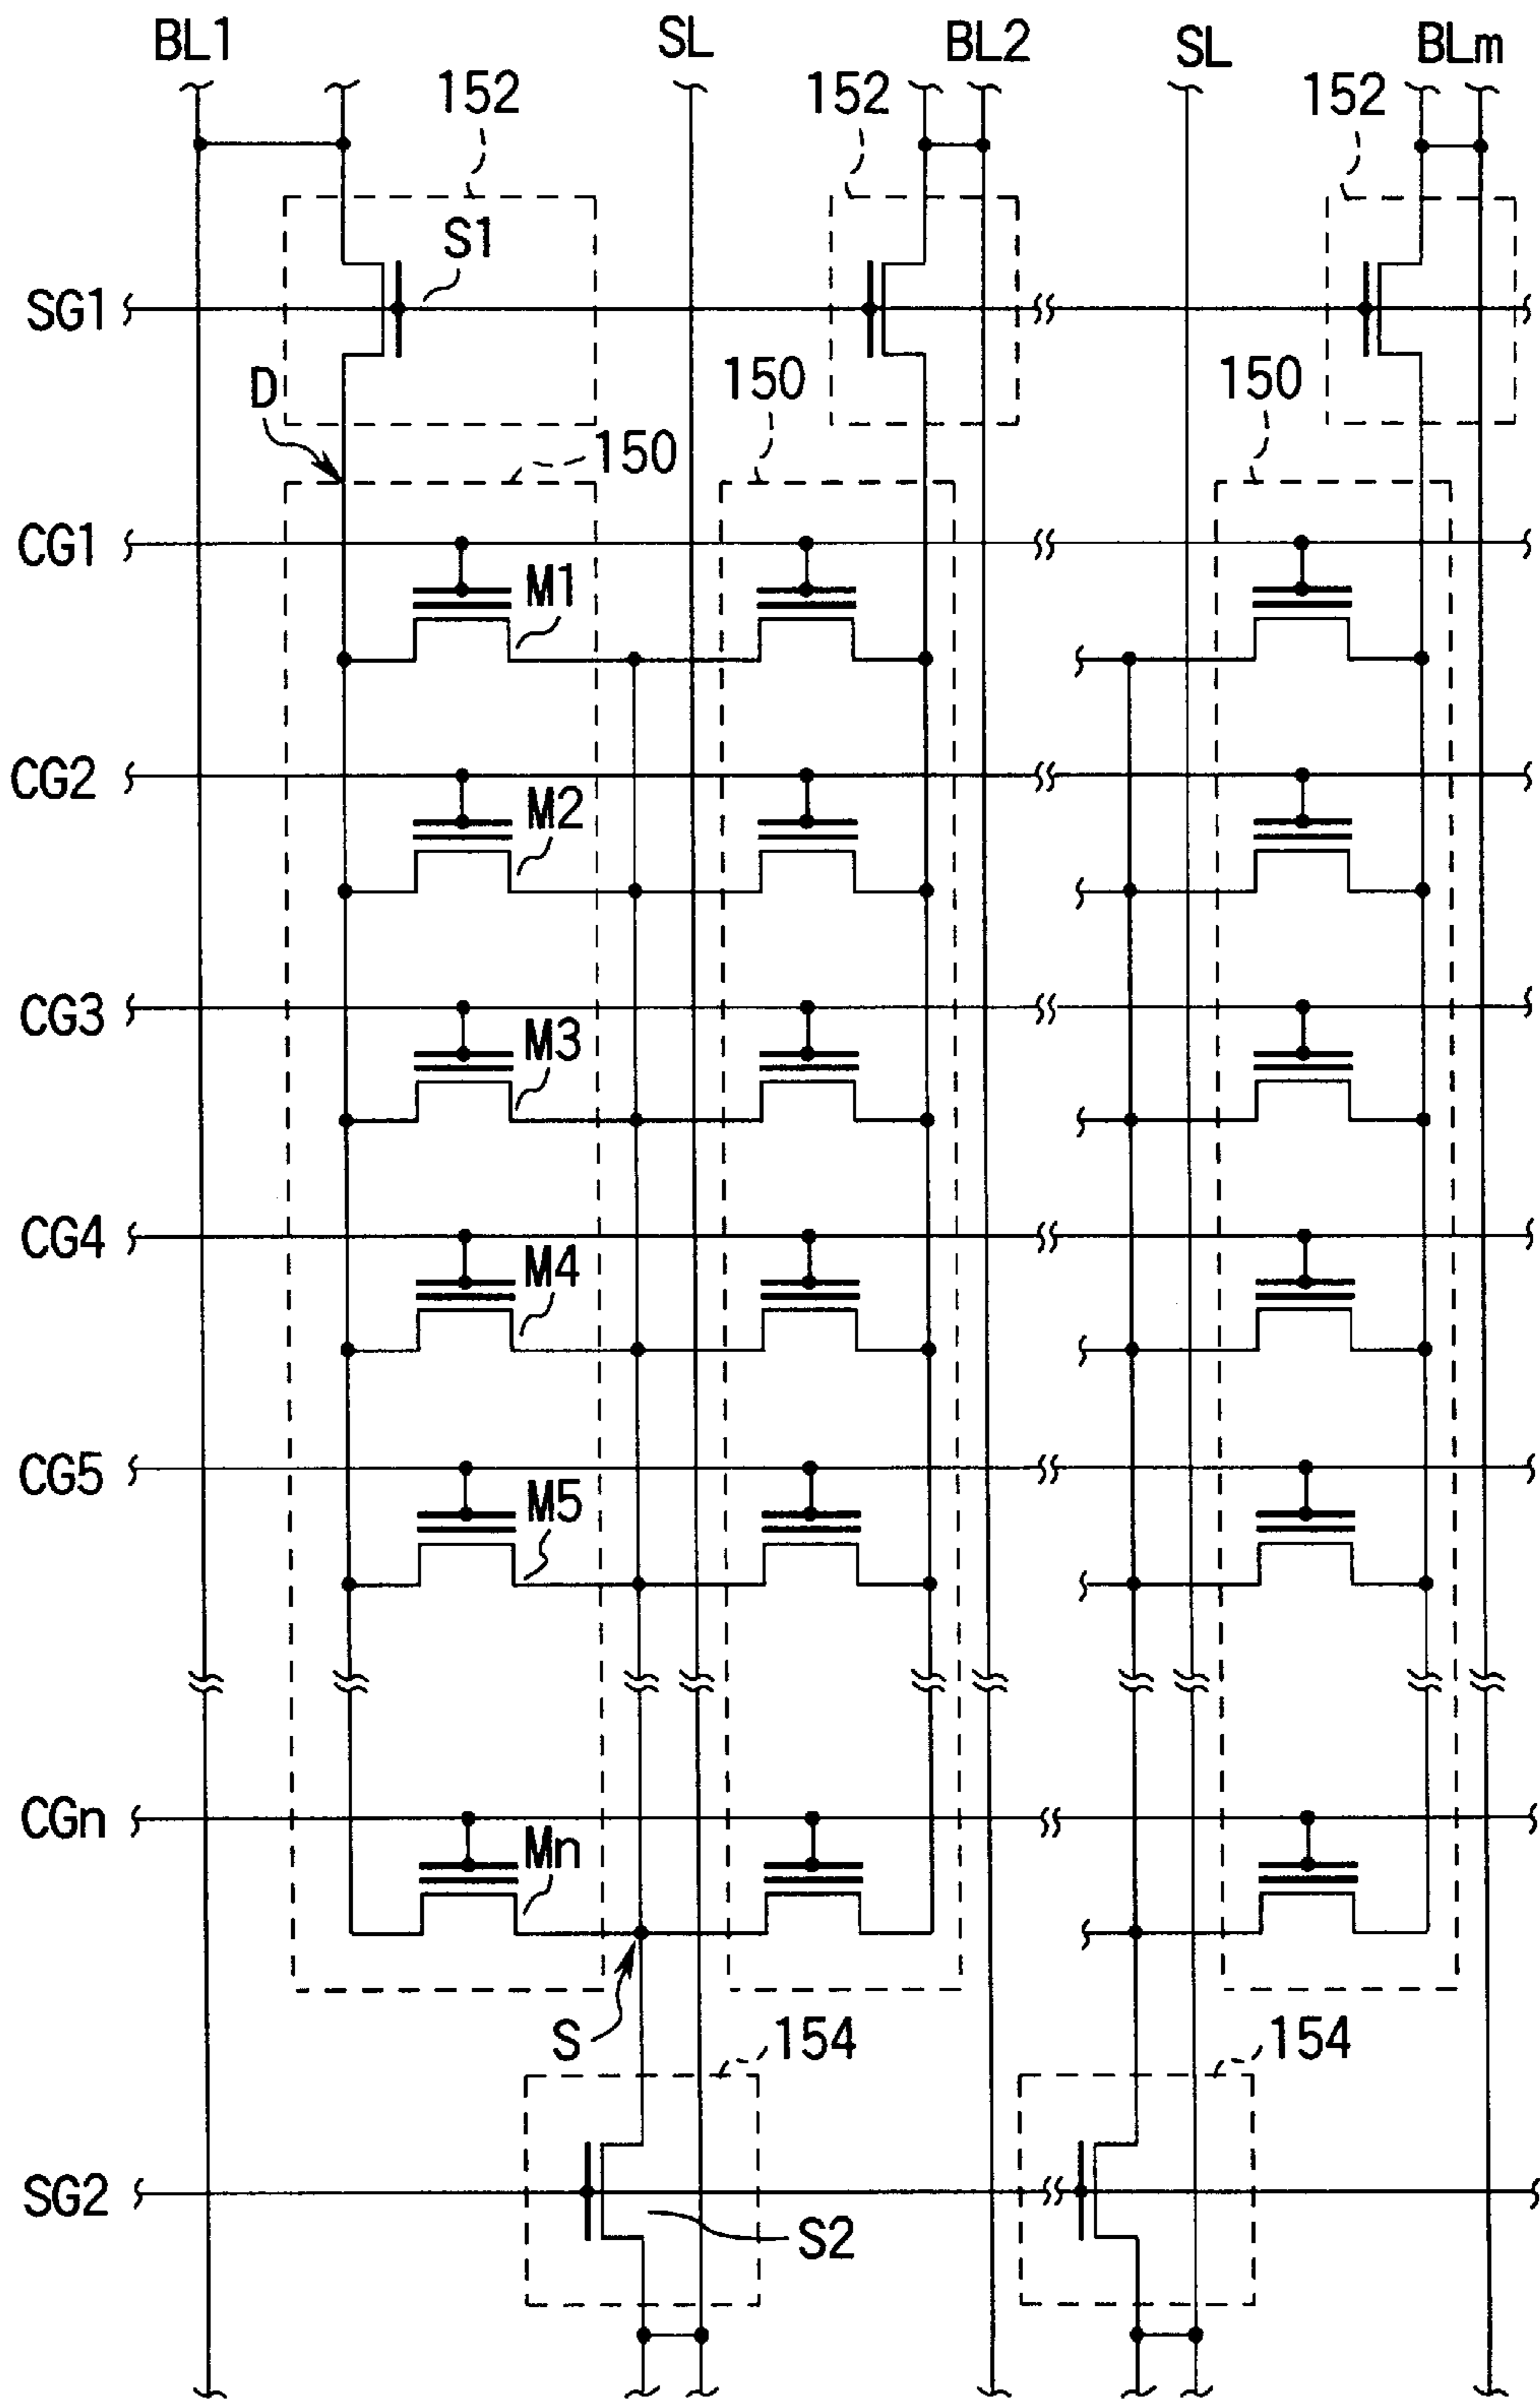 BL1 SL BL2 SL BLm
152 152 152
S1
SG1
D 150 150 150
CG1
M1
CG2
M2
CG3
M3
CG4
M4
CG5
M5
CGn
Mn
S 154 154
SG2
S2